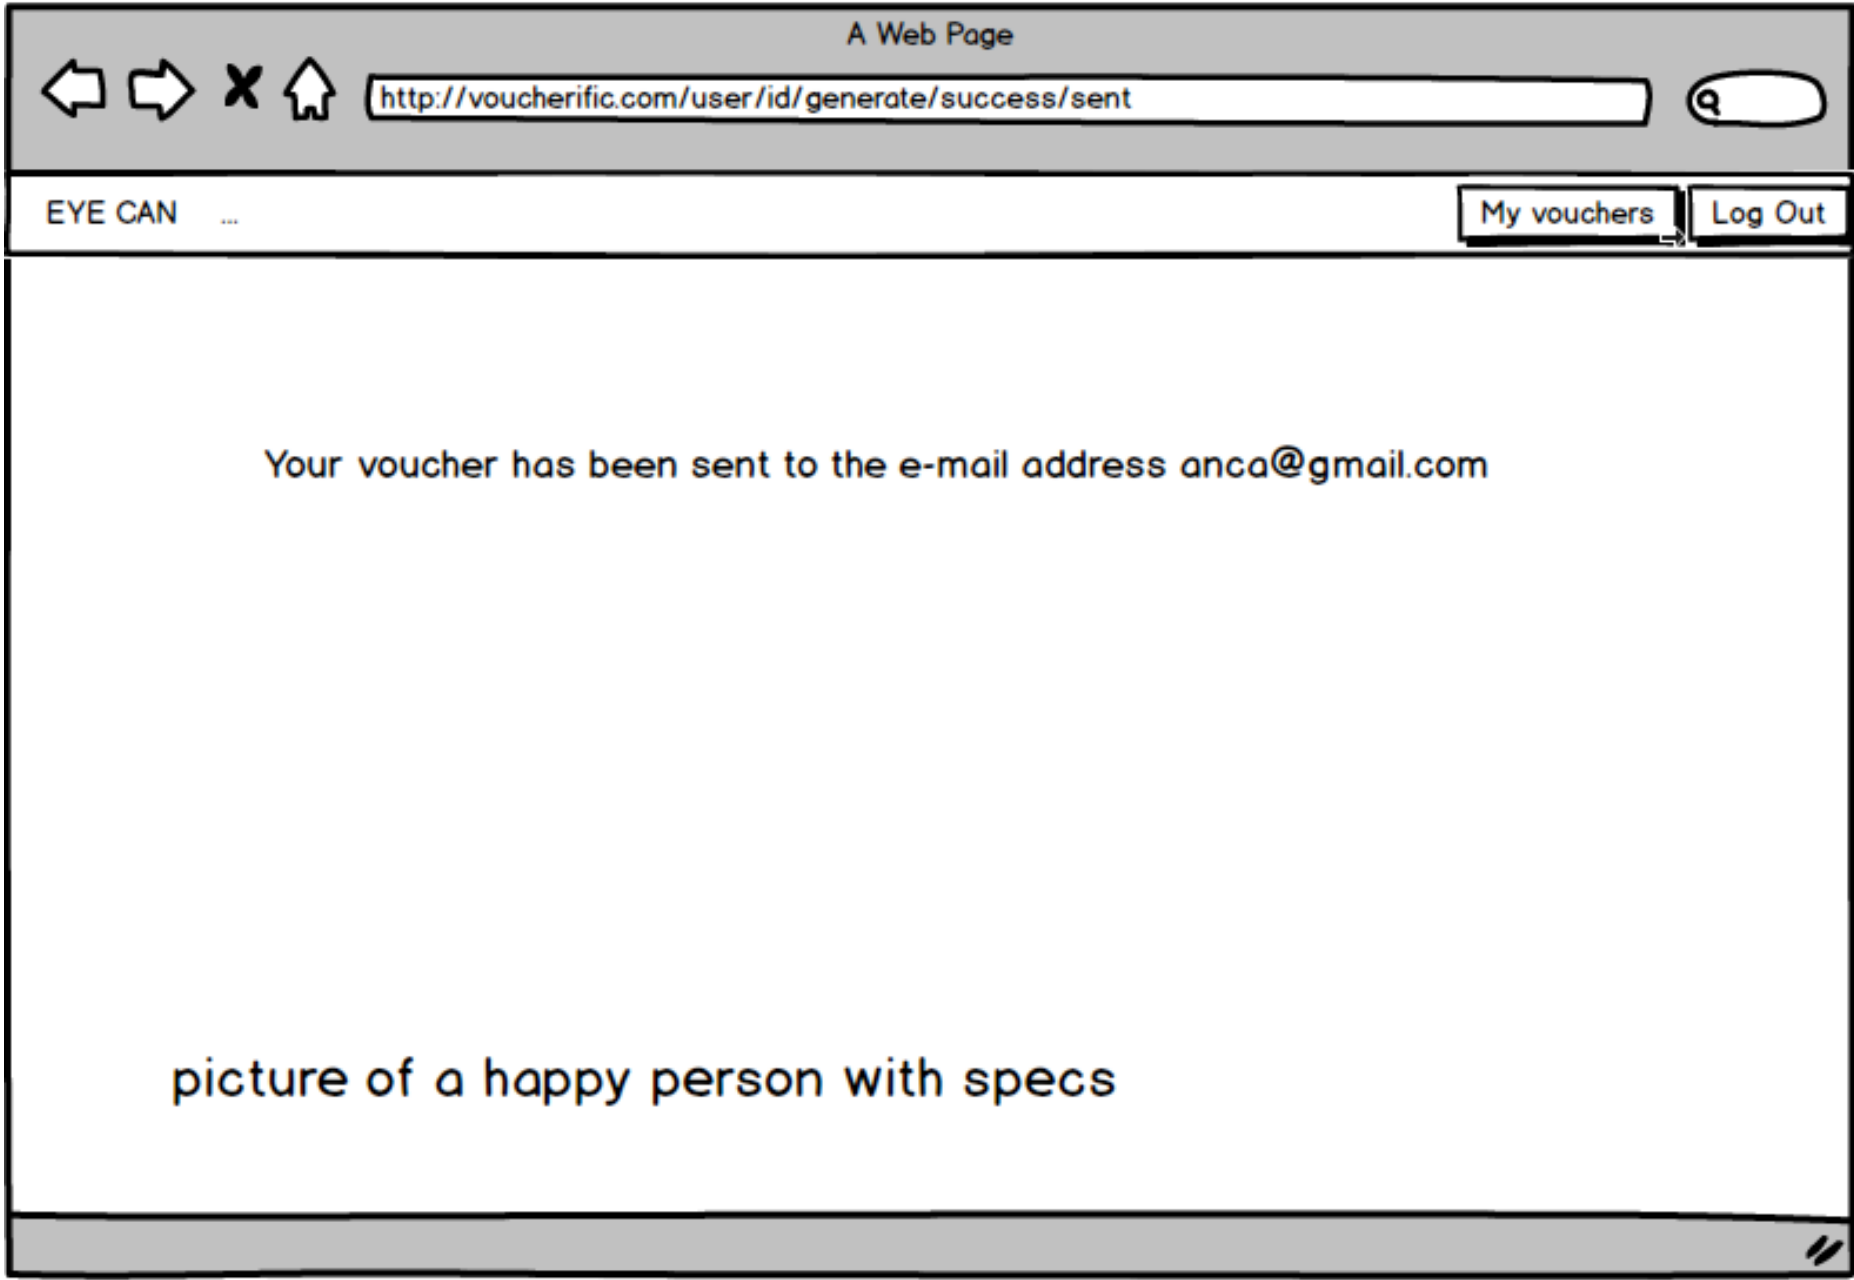 A Web Page
http://voucherific.com/user/id/generate/success/sent
EYE CAN ... My vouchers Log Out
Your voucher has been sent to the e-mail address anca@gmail.com
picture of a happy person with specs